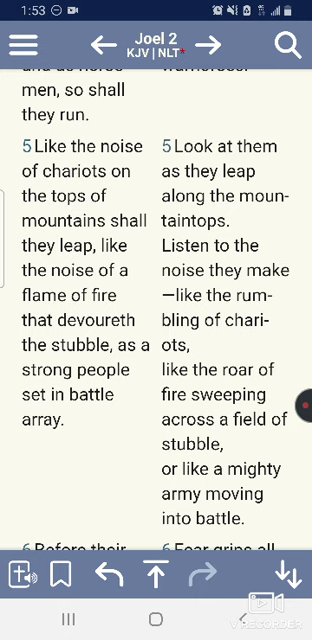 1:53
Joel 2
KJV | NLT*
men, so shall
they run.
5 Like the noise
of chariots on
the tops of
mountains shall
they leap, like
the noise of a
flame of fire
that devoureth
the stubble, as a
strong people
set in battle
array.
5 Look at them
as they leap
along the moun-
taintops.
Listen to the
noise they make
—like the rum-
bling of chari-
ots,
like the roar of
fire sweeping
across a field of
stubble,
or like a mighty
army moving
into battle.
6 Before their
6 Fear grips all
V RECORDER